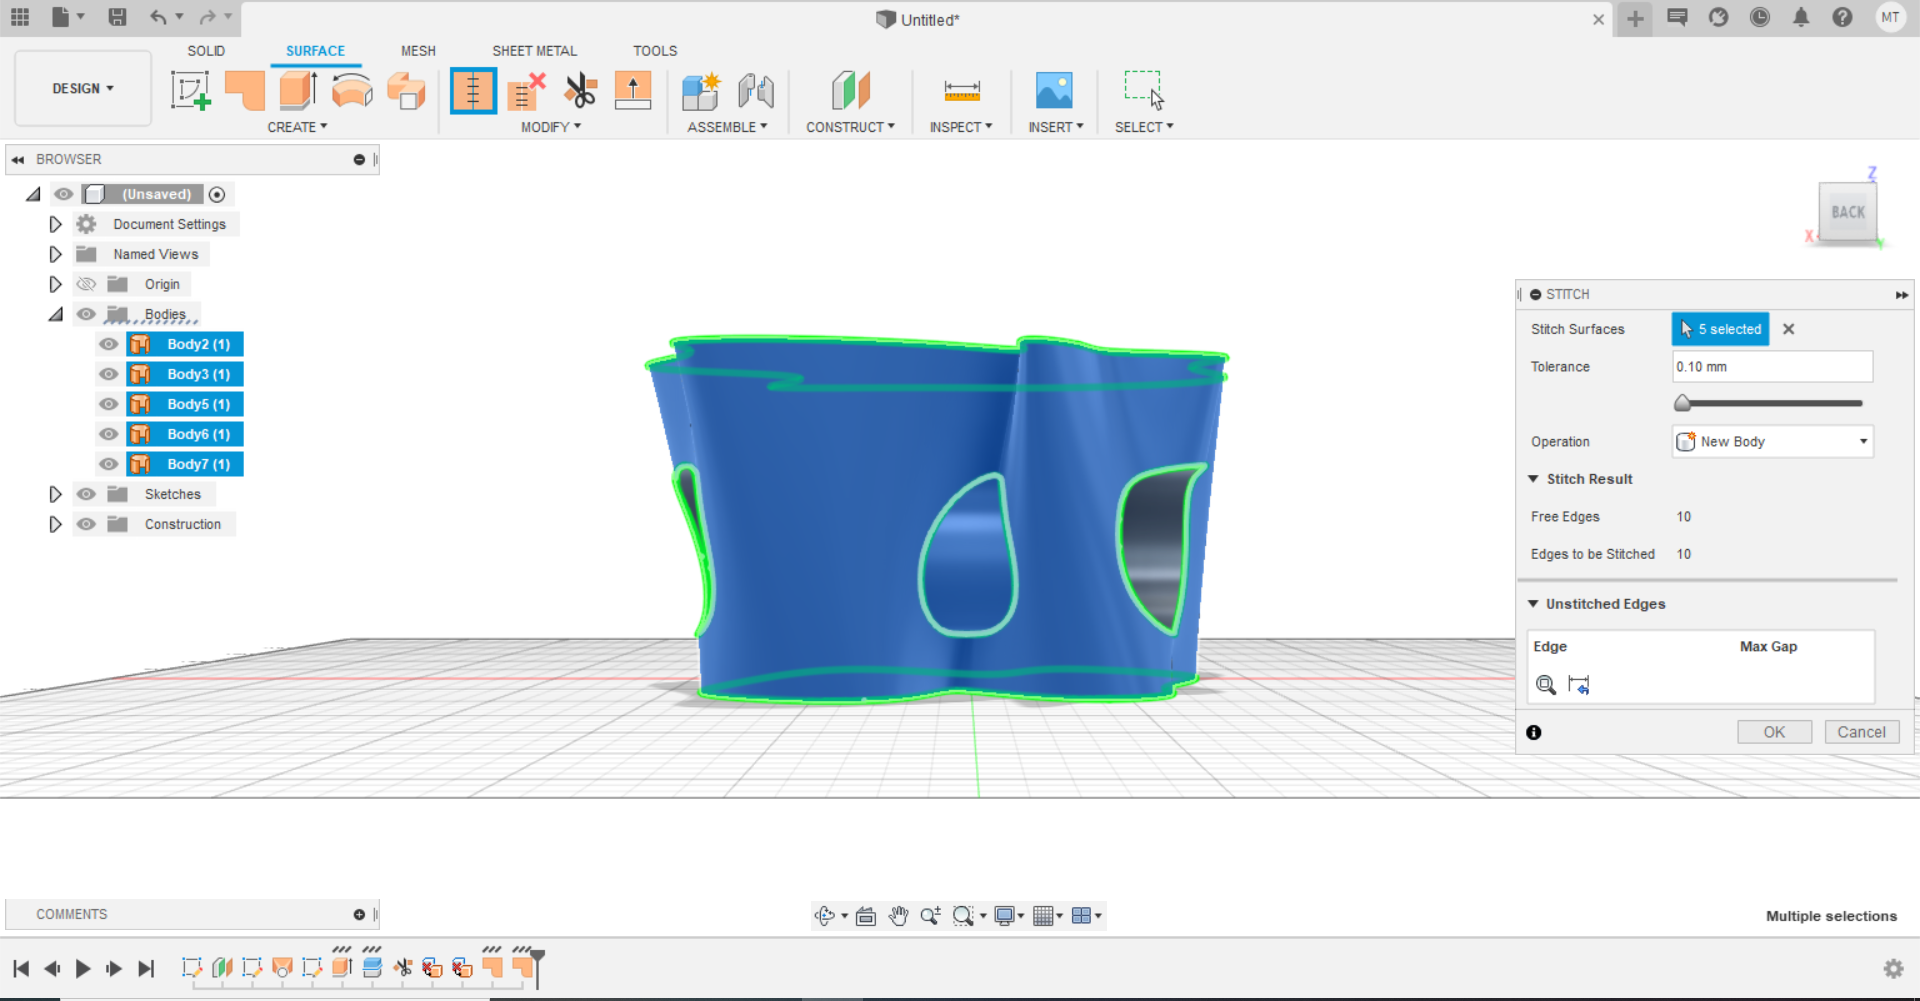 Untitled*
MT
SOLID SURFACE MESH SHEET METAL TOOLS
DESIGN
CREATE MODIFY ASSEMBLE CONSTRUCT INSPECT INSERT SELECT
BROWSER
(Unsaved)
Document Settings
Named Views
Origin
Bodies
Body2 (1)
Body3 (1)
Body5 (1)
Body6 (1)
Body7 (1)
Sketches
Construction
Z
BACK
X
STITCH
Stitch Surfaces 5 selected
Tolerance 0.10 mm
Operation New Body
Stitch Result
Free Edges 10
Edges to be Stitched 10
Unstitched Edges
Edge Max Gap
OK Cancel
COMMENTS
Multiple selections